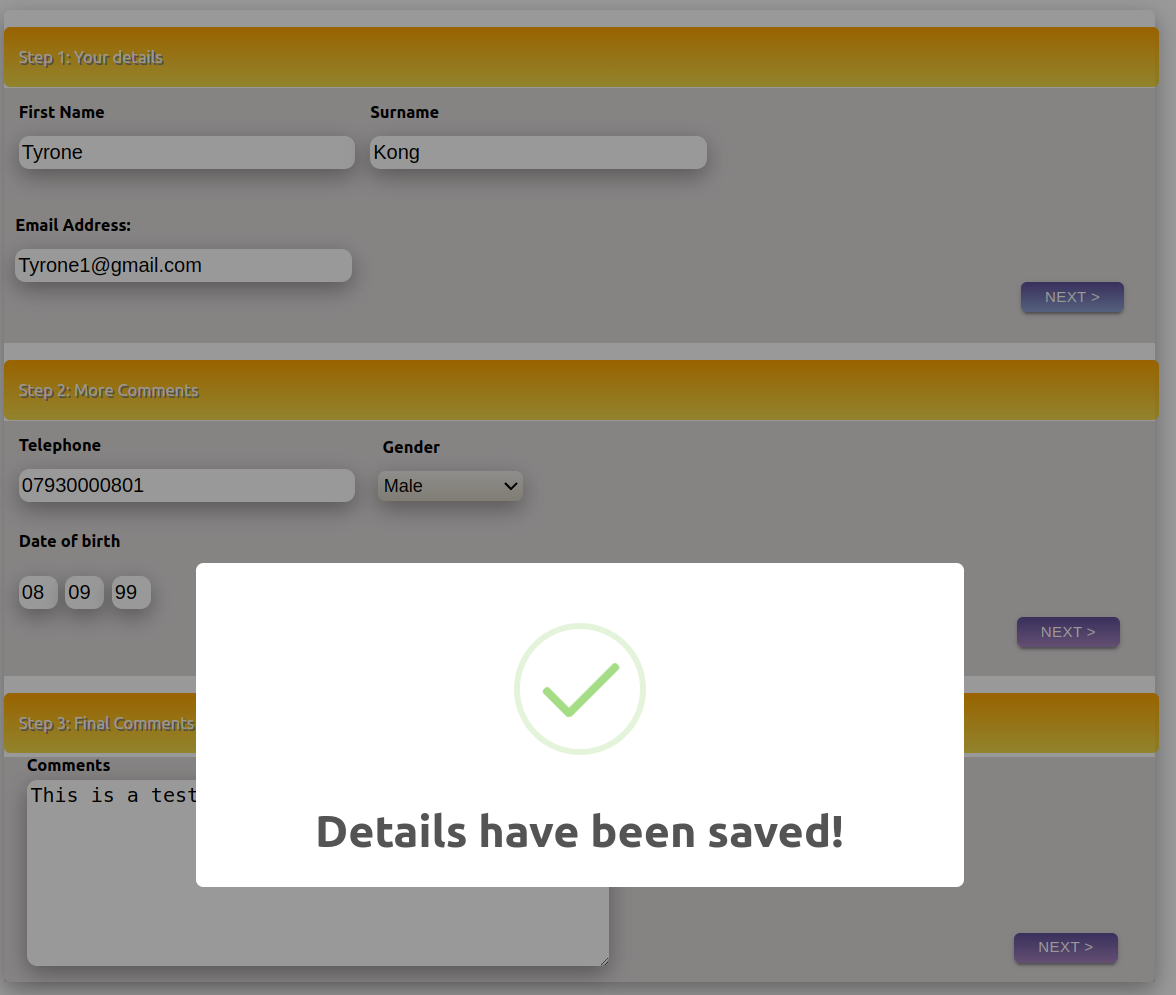 Step 1: Your details
First Name
Surname
Tyrone
Kong
Email Address:
Tyrone1@gmail.com
NEXT >
Step 2: More Comments
Telephone
Gender
07930000801
Male
Date of birth
08 09 99
NEXT >
Step 3: Final Comments
Comments
This is a test
Details have been saved!
NEXT >